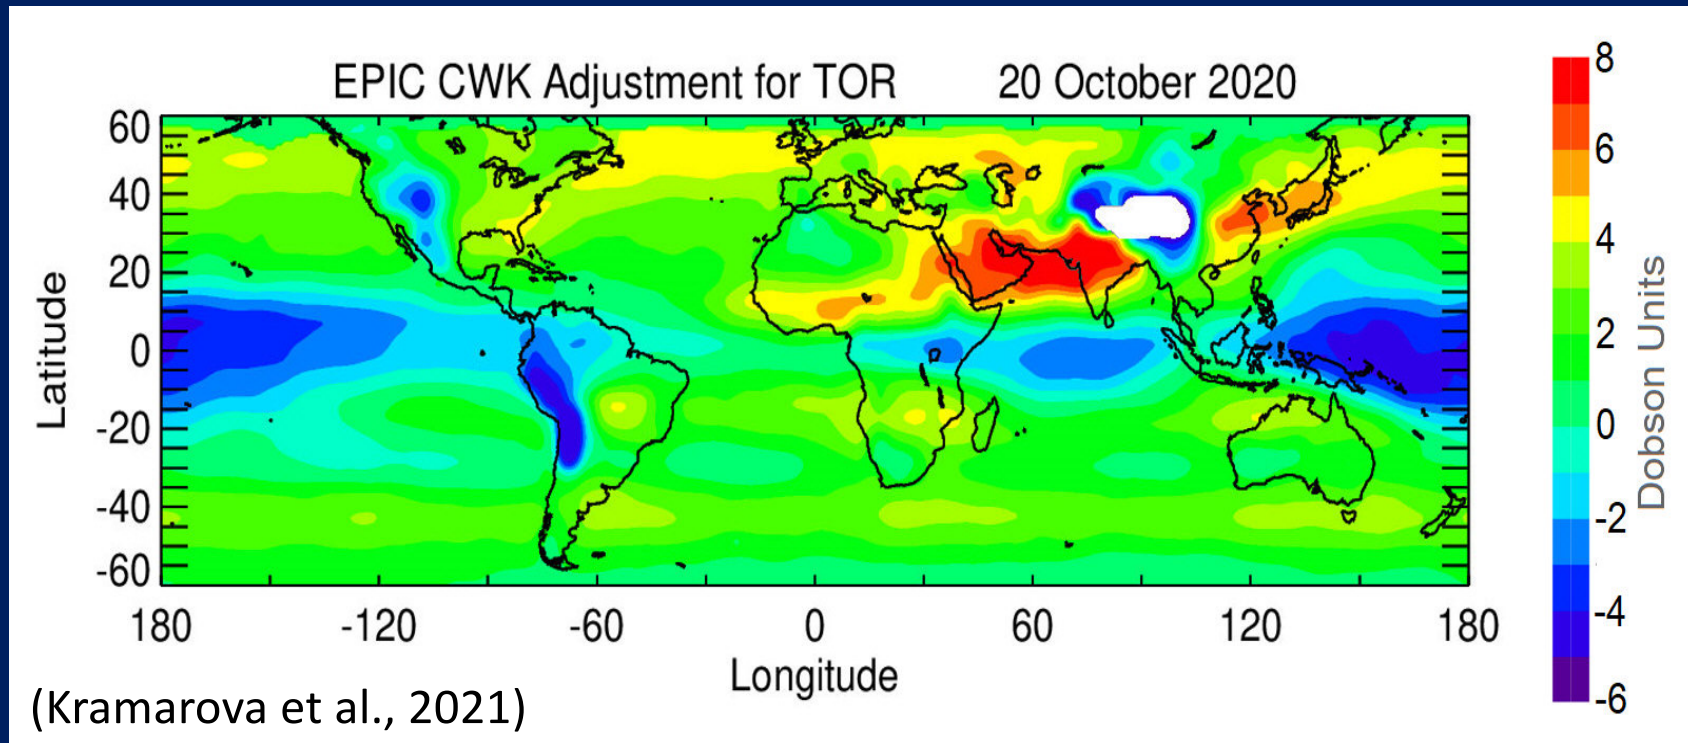 EPIC CWK Adjustment for TOR 20 October 2020
8
6
4
2
0
-2
-4
-6
Dobson Units
60
40
20
0
-20
-40
-60
Latitude
180 -120 -60 0 60 120 180
Longitude
(Kramarova et al., 2021)